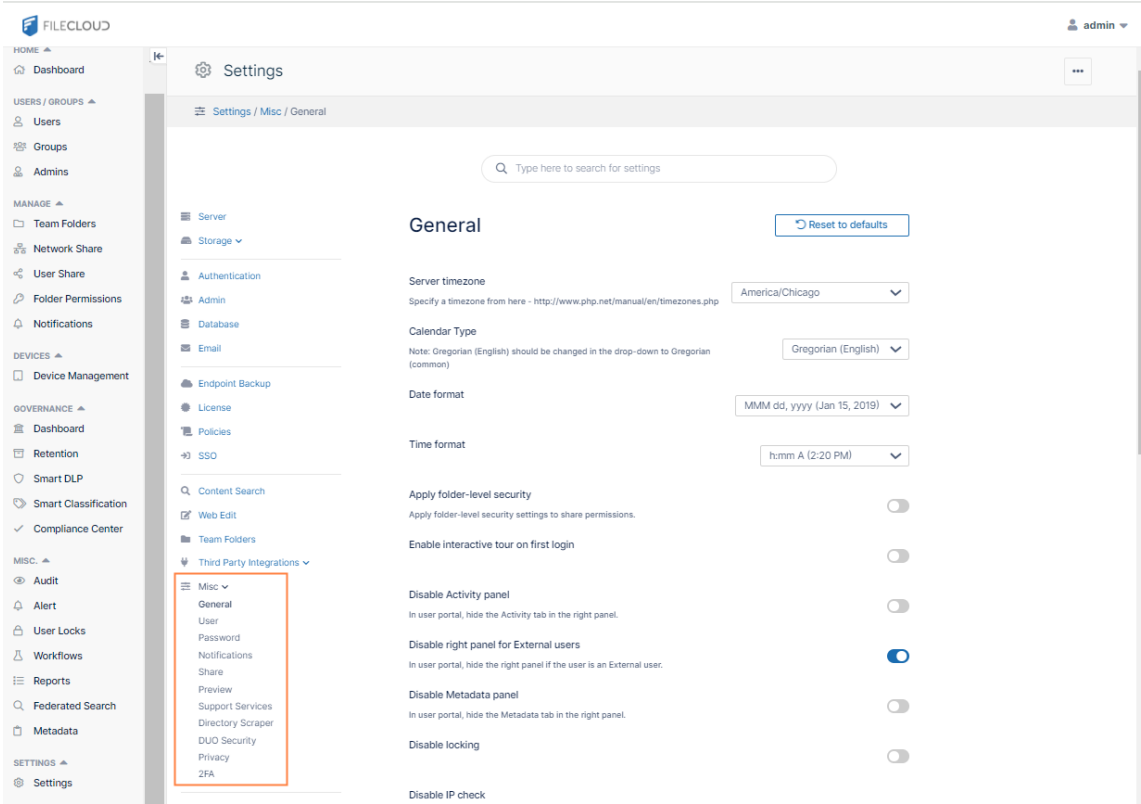 FILECLOUD
admin
HOME
Dashboard
USERS / GROUPS
Users
Groups
Admins
MANAGE
Team Folders
Network Share
User Share
Folder Permissions
Notifications
DEVICES
Device Management
GOVERNANCE
Dashboard
Retention
Smart DLP
Smart Classification
Compliance Center
MISC.
Audit
Alert
User Locks
Workflows
Reports
Federated Search
Metadata
SETTINGS
Settings
Settings
Settings / Misc / General
Type here to search for settings
Server
Storage
Authentication
Admin
Database
Email
Endpoint Backup
License
Policies
SSO
Content Search
Web Edit
Team Folders
Third Party Integrations
Misc
General
User
Password
Notifications
Share
Preview
Support Services
Directory Scraper
DUO Security
Privacy
2FA
General
Reset to defaults
Server timezone
Specify a timezone from here - http://www.php.net/manual/en/timezones.php
America/Chicago
Calendar Type
Note: Gregorian (English) should be changed in the drop-down to Gregorian
(common)
Gregorian (English)
Date format
MMM dd, yyyy (Jan 15, 2019)
Time format
h:mm A (2:20 PM)
Apply folder-level security
Apply folder-level security settings to share permissions.
Enable interactive tour on first login
Disable Activity panel
In user portal, hide the Activity tab in the right panel.
Disable right panel for External users
In user portal, hide the right panel if the user is an External user.
Disable Metadata panel
In user portal, hide the Metadata tab in the right panel.
Disable locking
Disable IP check